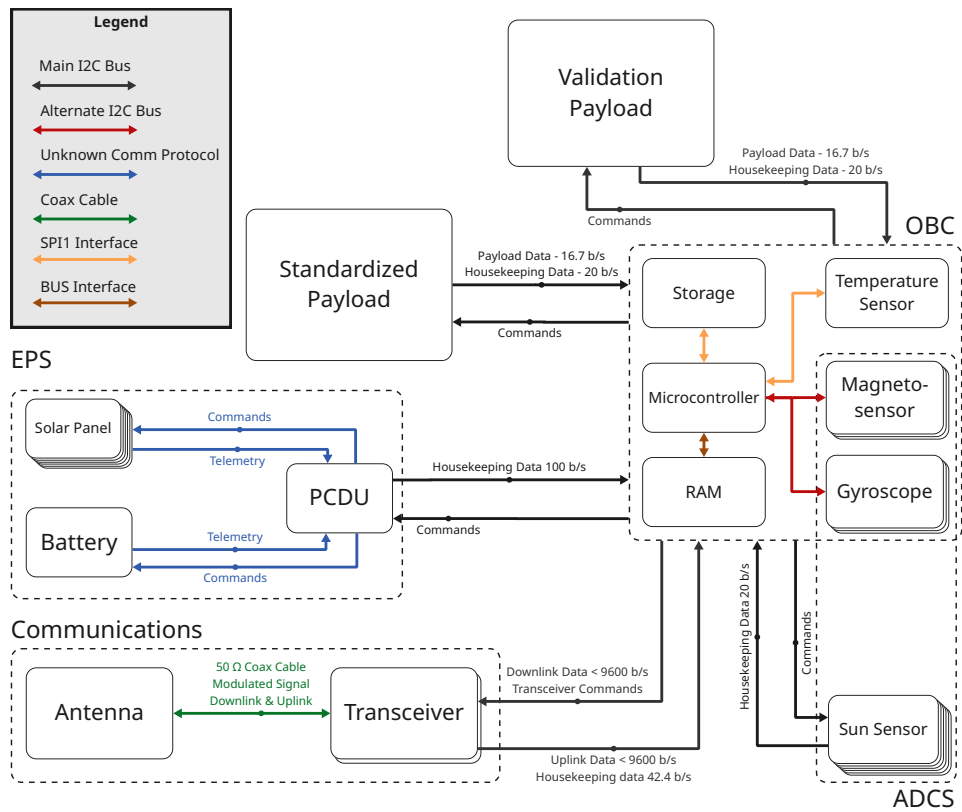 Legend
Main I2C Bus
Alternate I2C Bus
Unknown Comm Protocol
Coax Cable
SPI1 Interface
BUS Interface
Validation
Payload
Payload Data - 16.7 b/s
Housekeeping Data - 20 b/s
Commands
OBC
Standardized
Payload
Payload Data - 16.7 b/s
Housekeeping Data - 20 b/s
Commands
Storage
Temperature
Sensor
Microcontroller
Magneto-
sensor
RAM
Gyroscope
EPS
Solar Panel
Commands
Telemetry
PCDU
Battery
Telemetry
Commands
Housekeeping Data 100 b/s
Commands
Communications
Antenna
50 Ω Coax Cable
Modulated Signal
Downlink & Uplink
Transceiver
Downlink Data < 9600 b/s
Transceiver Commands
Uplink Data < 9600 b/s
Housekeeping data 42.4 b/s
Housekeeping Data 20 b/s
Commands
Sun Sensor
ADCS